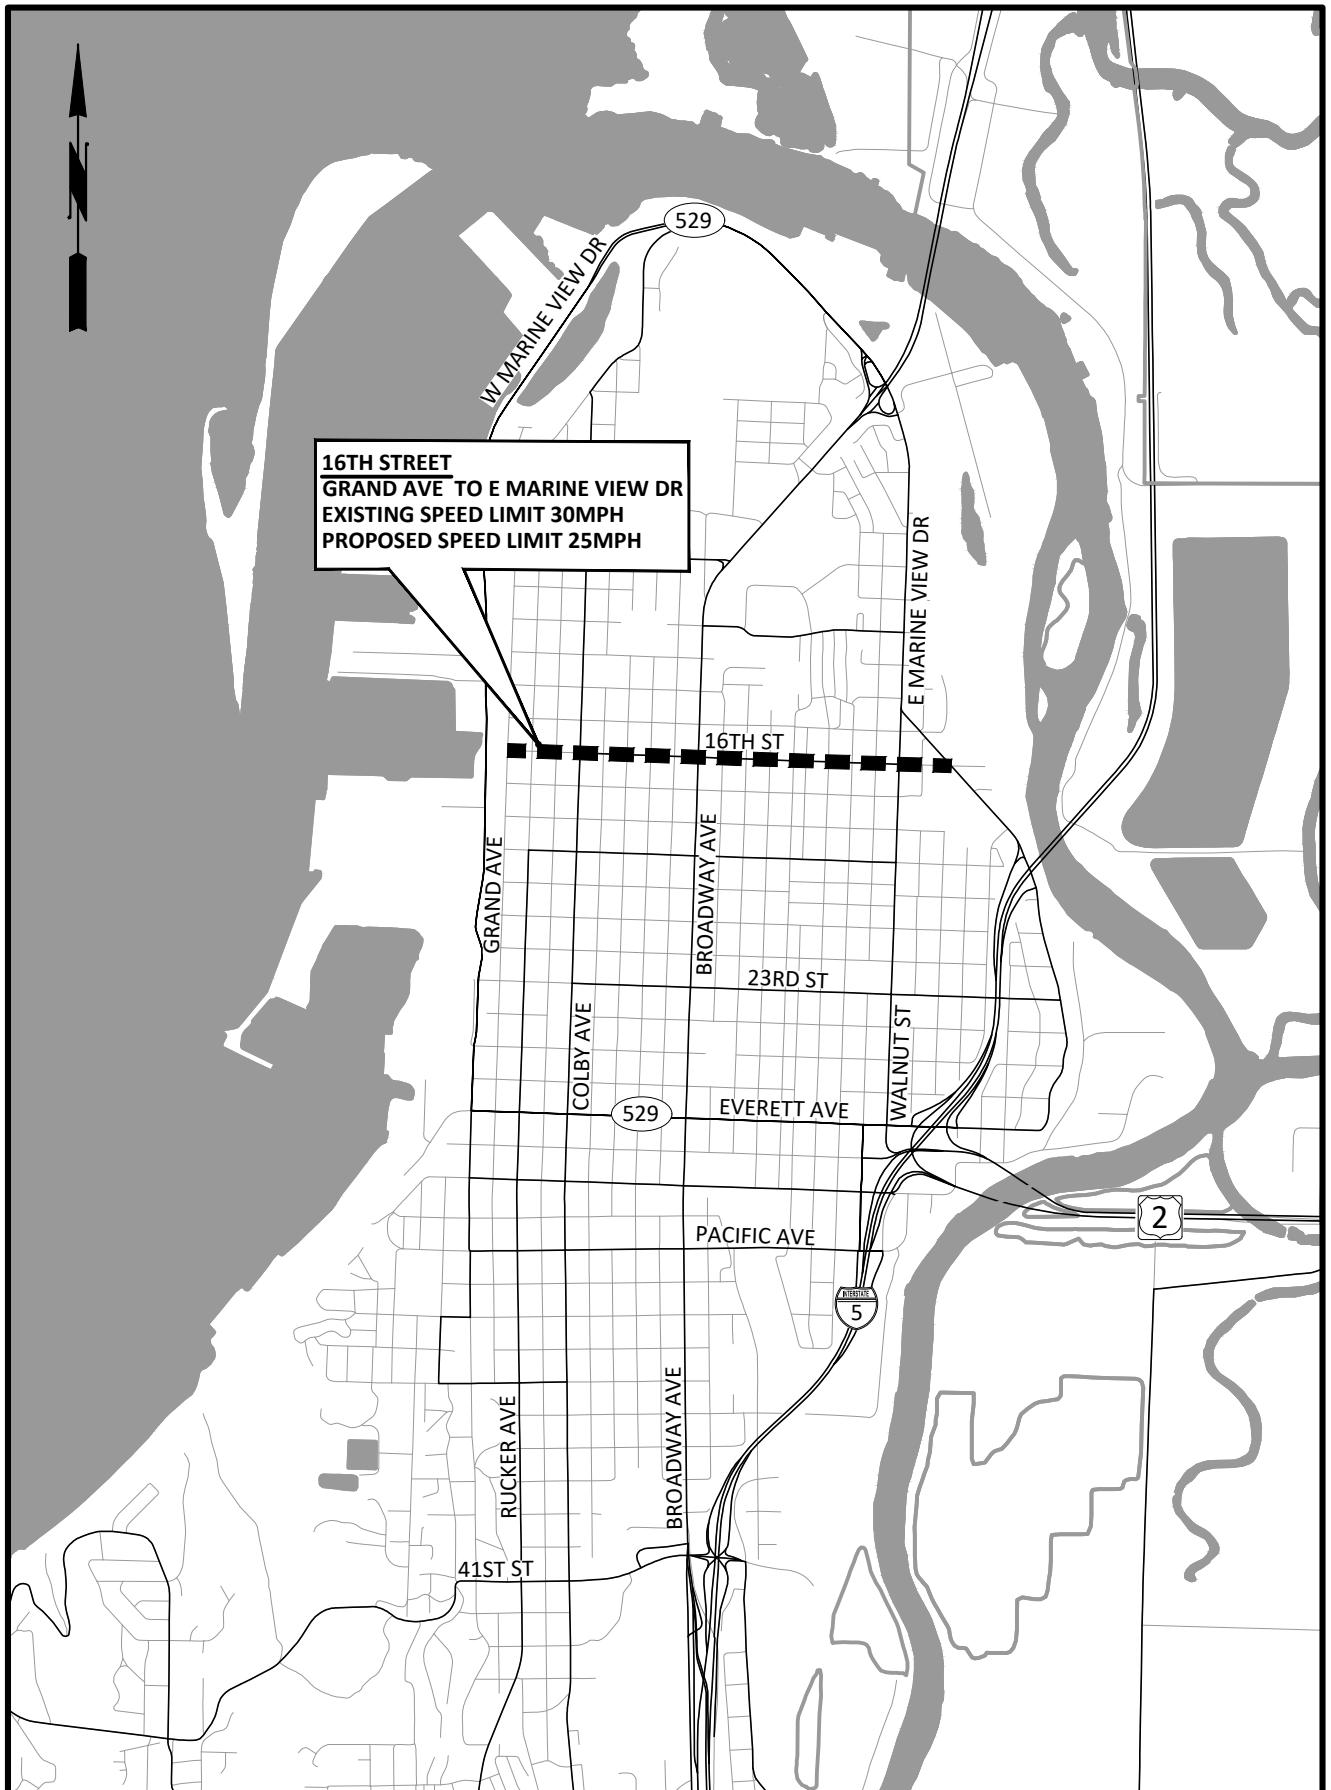 N
529
W MARINE VIEW DR
16TH STREET
GRAND AVE TO E MARINE VIEW DR
EXISTING SPEED LIMIT 30MPH
PROPOSED SPEED LIMIT 25MPH
E MARINE VIEW DR
16TH ST
GRAND AVE
BROADWAY AVE
23RD ST
COLBY AVE
WALNUT ST
529
EVERETT AVE
2
PACIFIC AVE
INTERSTATE
5
RUCKER AVE
BROADWAY AVE
41ST ST